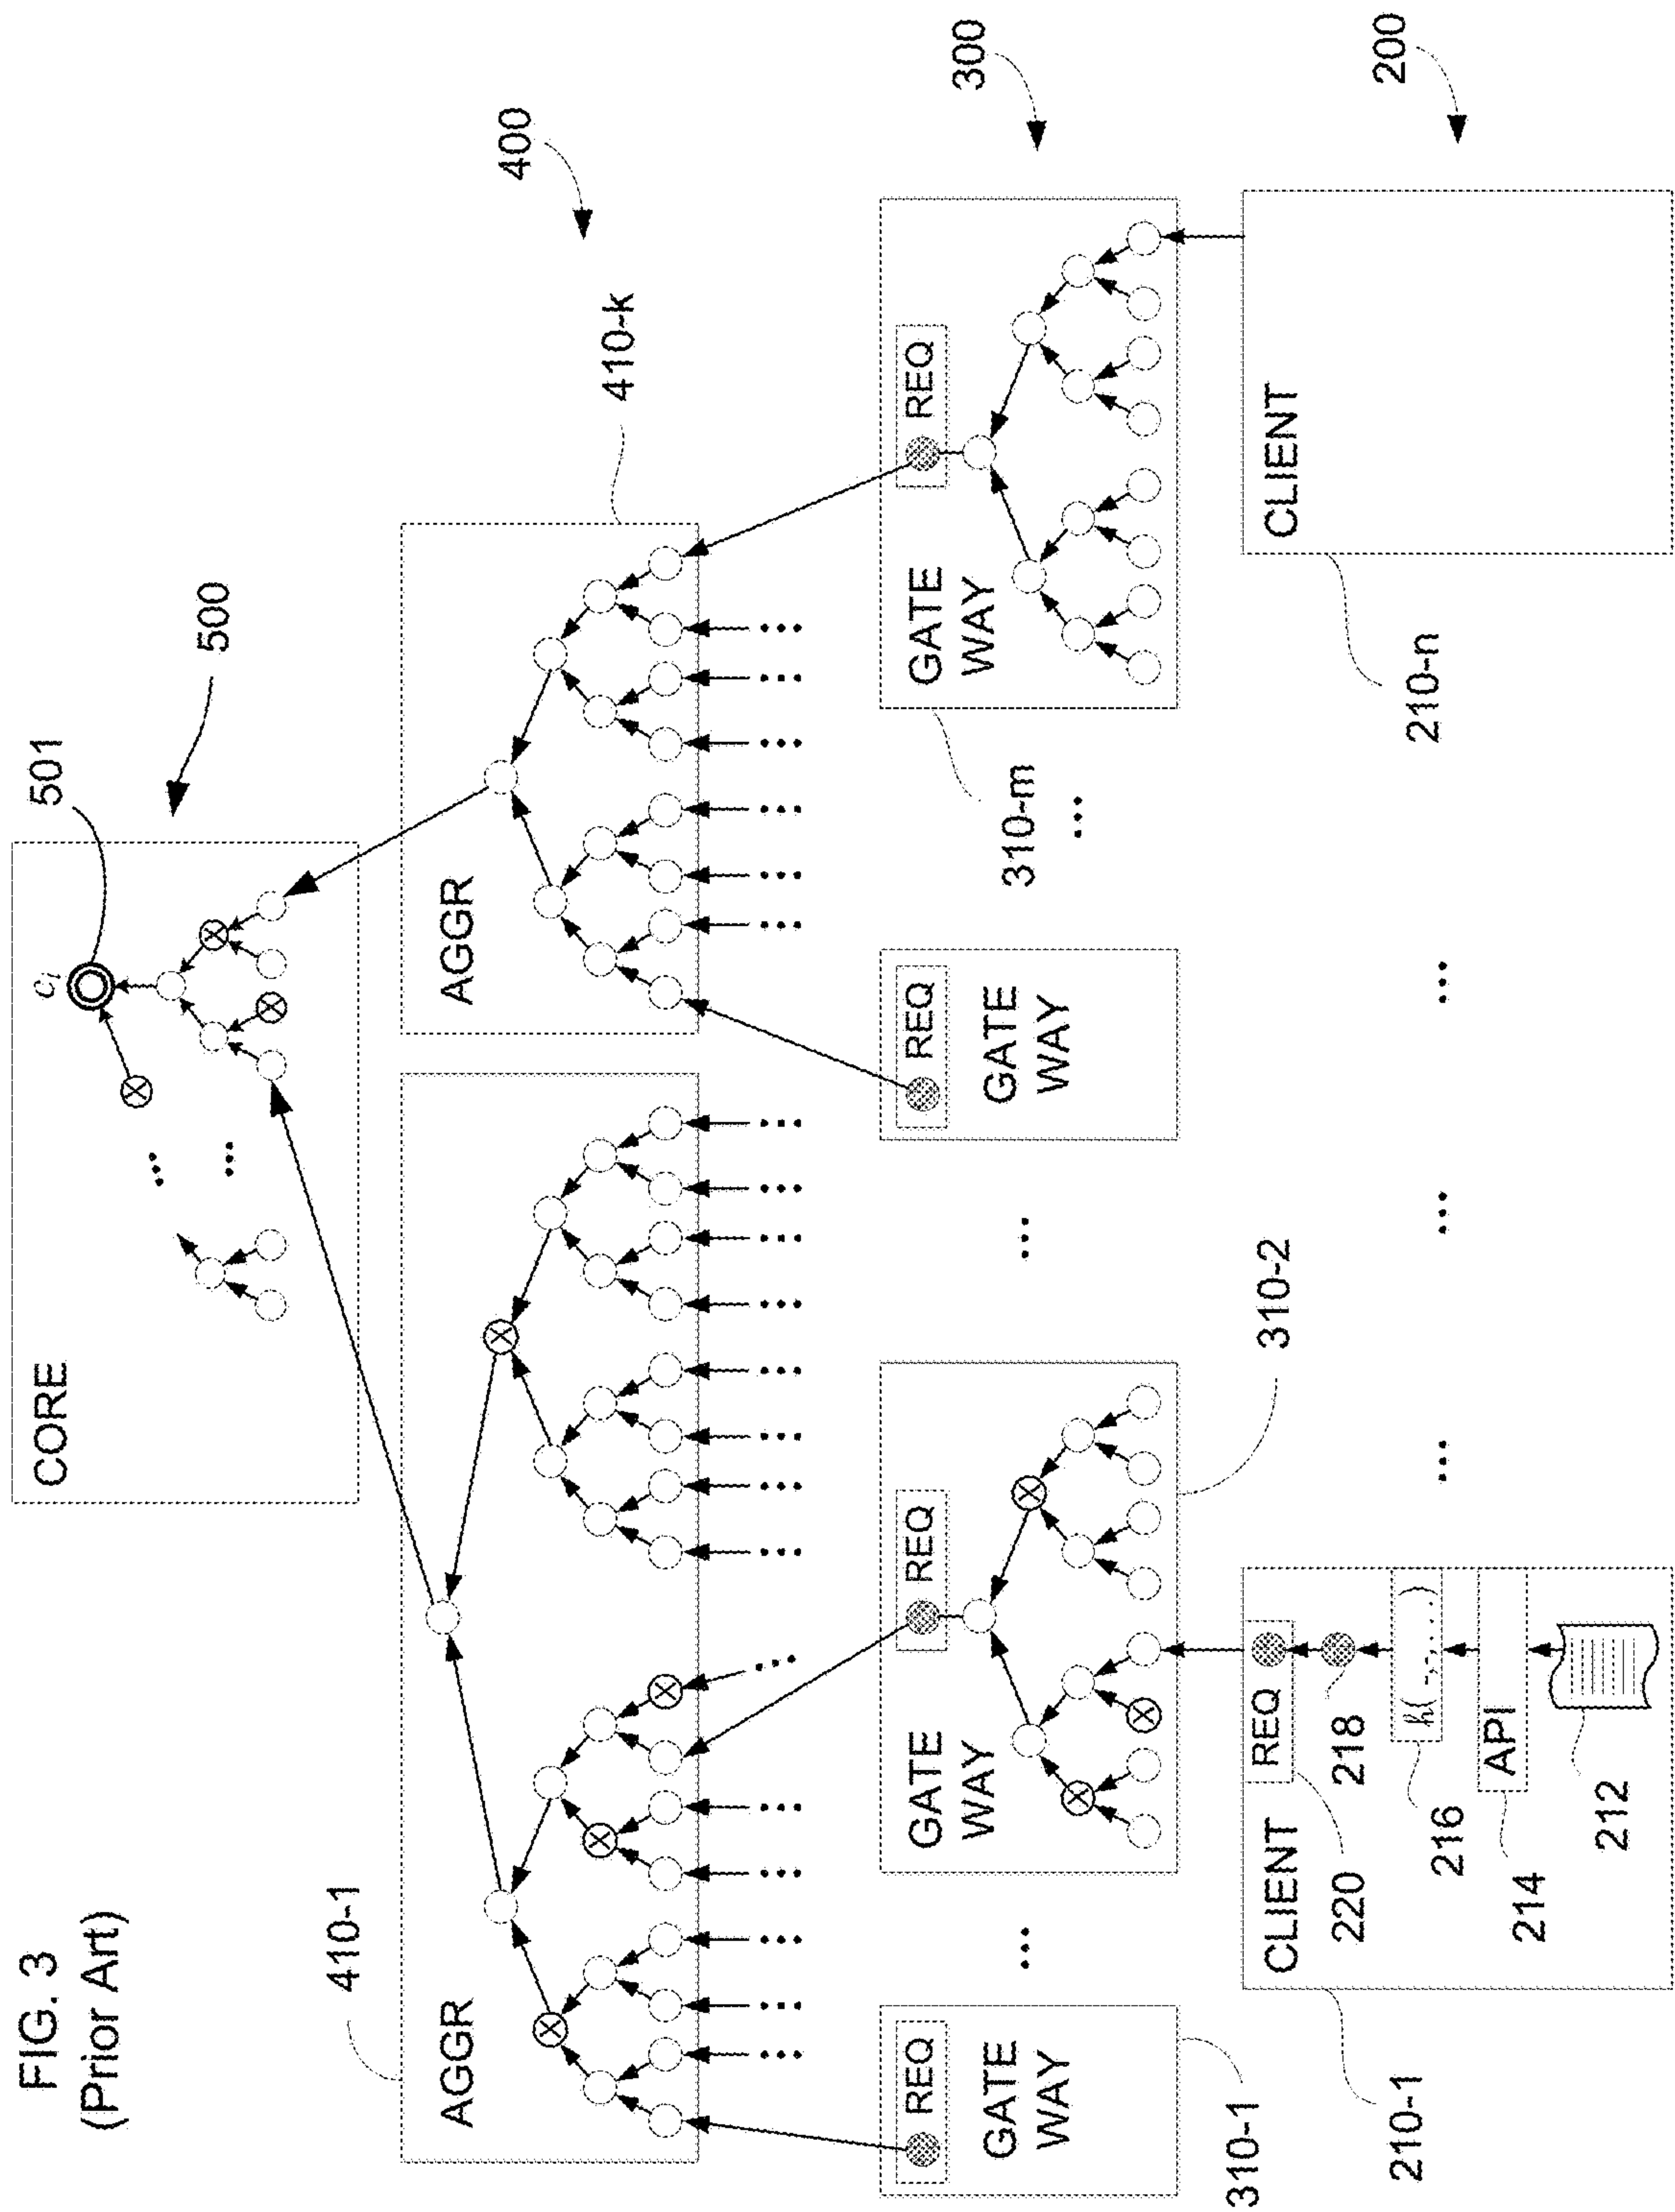 FIG. 3
(Prior Art)
CORE
c_t
501
500
410-1
AGGR
AGGR
410-k
400
REQ
GATE
WAY
310-1
...
GATE
WAY
REQ
310-2
...
REQ
GATE
WAY
310-m
...
GATE
WAY
REQ
300
210-1
CLIENT
REQ
220
218
216
h(-,-,...)
214
API
212
...
...
...
210-n
CLIENT
200